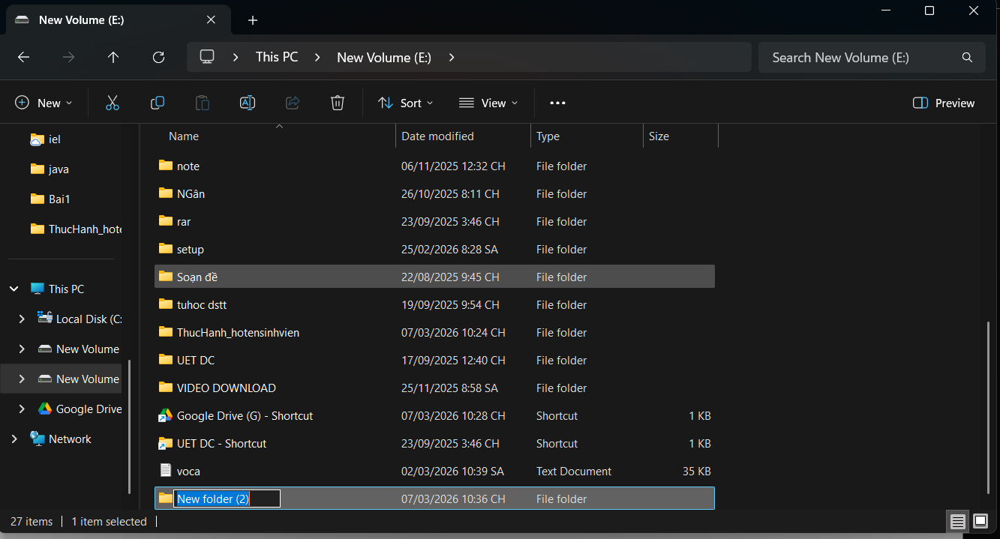 New Volume (E:)
This PC > New Volume (E:) >
Search New Volume (E:)
New
Sort
View
Preview
iel
java
Bai1
ThucHanh_hote
This PC
Local Disk (C:
New Volume
New Volume
Google Drive
Network
Name Date modified Type Size
note 06/11/2025 12:32 CH File folder
NGân 26/10/2025 8:11 CH File folder
rar 23/09/2025 3:46 CH File folder
setup 25/02/2026 8:28 SA File folder
Soạn đề 22/08/2025 9:45 CH File folder
tuhoc dstt 19/09/2025 9:54 CH File folder
ThucHanh_hotensinhvien 07/03/2026 10:24 CH File folder
UET DC 17/09/2025 12:40 CH File folder
VIDEO DOWNLOAD 25/11/2025 8:58 SA File folder
Google Drive (G) - Shortcut 07/03/2026 10:28 CH Shortcut 1 KB
UET DC - Shortcut 23/09/2025 3:46 CH Shortcut 1 KB
voca 02/03/2026 10:39 SA Text Document 35 KB
New folder (2) 07/03/2026 10:36 CH File folder
27 items
1 item selected